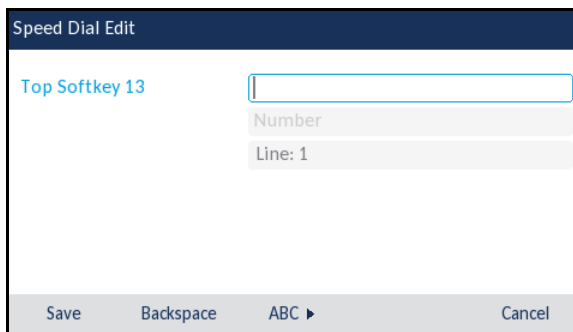 Speed Dial Edit
Top Softkey 13
Number
Line: 1
Save Backspace ABC ▶ Cancel